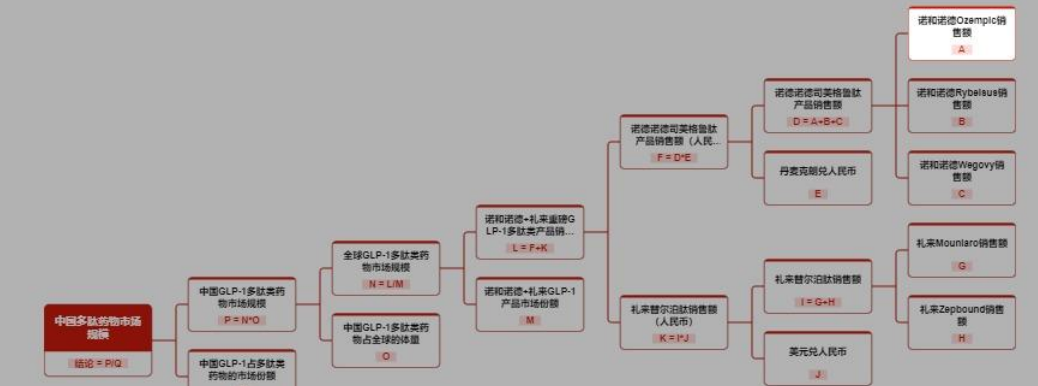 诺和诺德Ozempic销
售额
A
诺德诺德司美格鲁肽
产品销售额
D = A+B+C
诺和诺德Rybelsus销
售额
B
诺德诺德司美格鲁肽
产品销售额（人民...
F = D*E
丹麦克朗兑人民币
E
诺和诺德Wegovy销
售额
C
诺和诺德+礼来重磅G
LP-1多肽类产品销...
L = F+K
全球GLP-1多肽类药
物市场规模
N = L/M
礼来Mounlaro销售额
G
礼来替尔泊肽销售额
I = G+H
中国GLP-1多肽类药
物市场规模
P = N*O
诺和诺德+礼来GLP-1
产品市场份额
M
礼来替尔泊肽销售额
（人民币）
K = I*J
礼来Zepbound销售
额
H
中国多肽药物市场
规模
结论 = P/Q
中国GLP-1多肽类药
物占全球的体量
O
美元兑人民币
J
中国GLP-1占多肽类
药物的市场份额